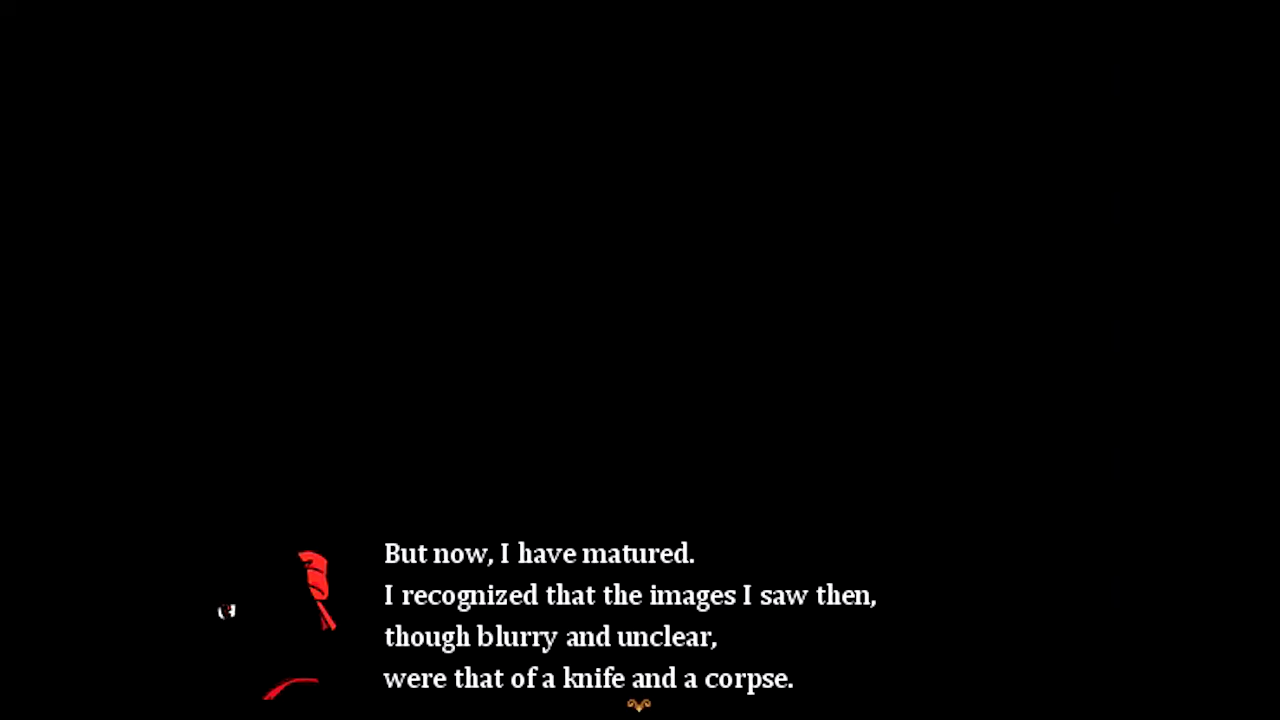 But now, I have matured.
I recognized that the images I saw then,
though blurry and unclear,
were that of a knife and a corpse.